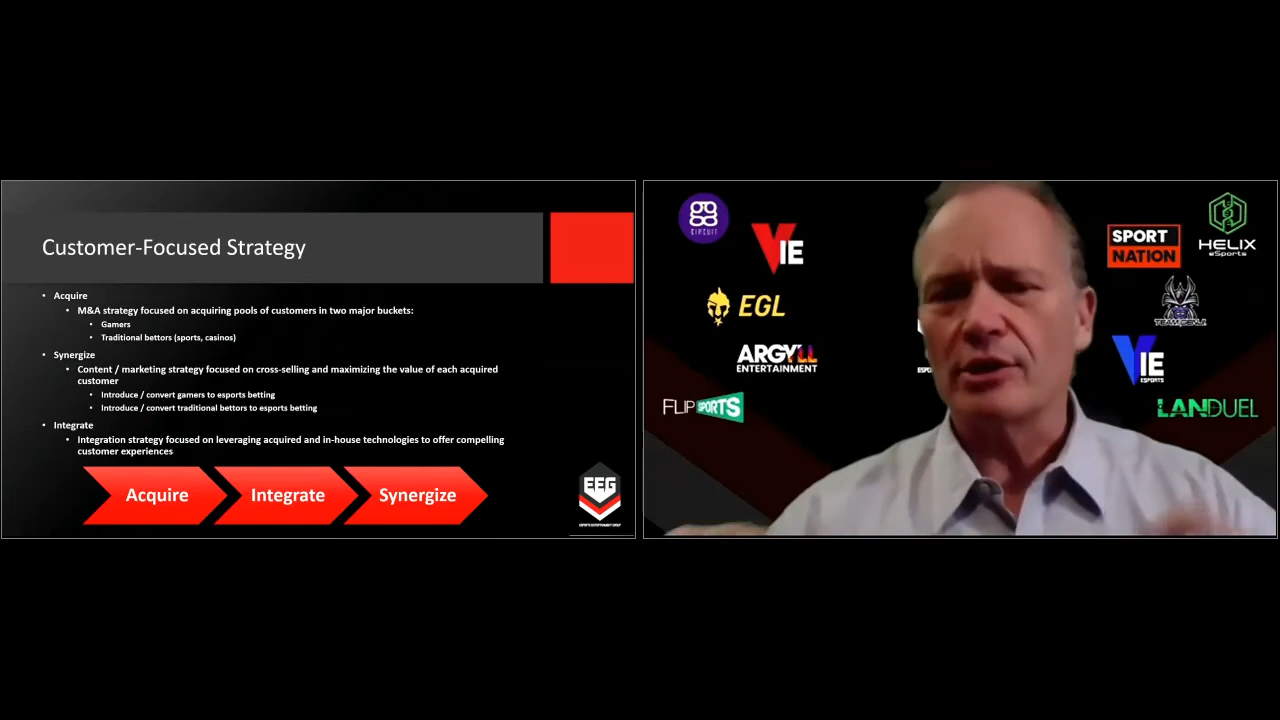 Customer-Focused Strategy
• Acquire
• M&A strategy focused on acquiring pools of customers in two major buckets:
• Gamers
• Traditional bettors (sports, casinos)
• Synergize
• Content / marketing strategy focused on cross-selling and maximizing the value of each acquired
customer
• Introduce / convert gamers to esports betting
• Introduce / convert traditional bettors to esports betting
• Integrate
• Integration strategy focused on leveraging acquired and in-house technologies to offer compelling
customer experiences
Acquire
Integrate
Synergize
EEG
ESPORTS ENTERTAINMENT GROUP
VIE
EGL
ARGYLL
ENTERTAINMENT
FLIPSPORTS
SPORT
NATION
HELIX
eSports
VIE
ESPORTS
LANDUEL